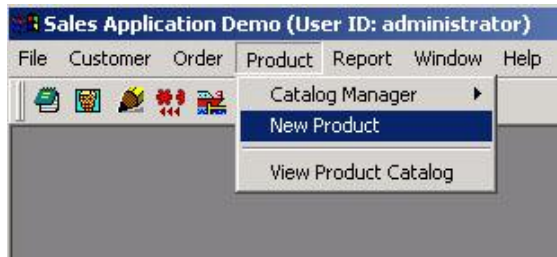 Sales Application Demo (User ID: administrator)
File Customer Order Product Report Window Help
Catalog Manager
New Product
View Product Catalog